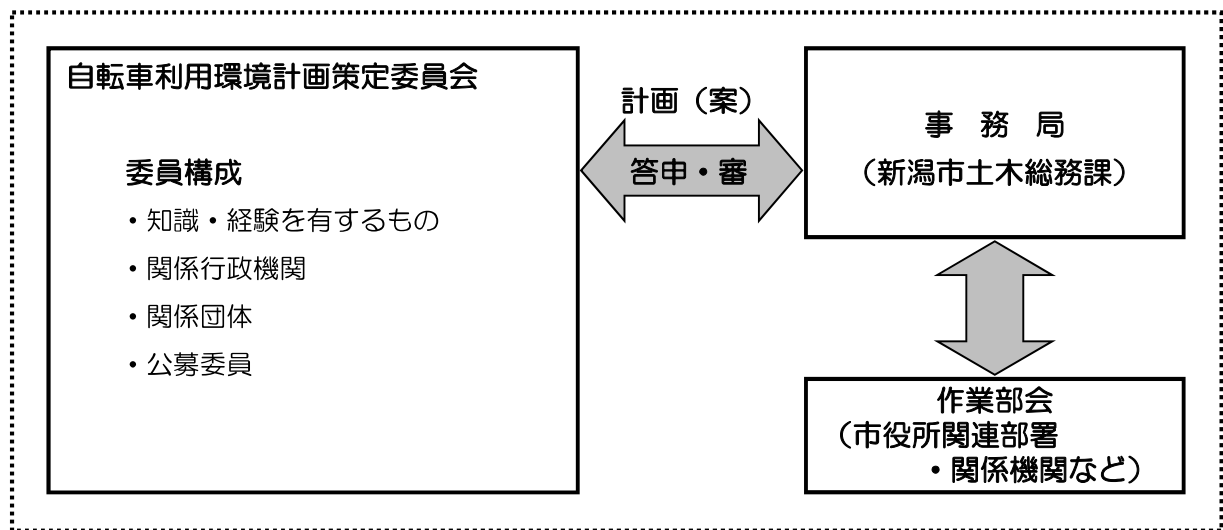 自転車利用環境計画策定委員会
委員構成
・知識・経験を有するもの
・関係行政機関
・関係団体
・公募委員
計画（案）
答申・審
事　務　局
（新潟市土木総務課）
作業部会
（市役所関連部署
・関係機関など）